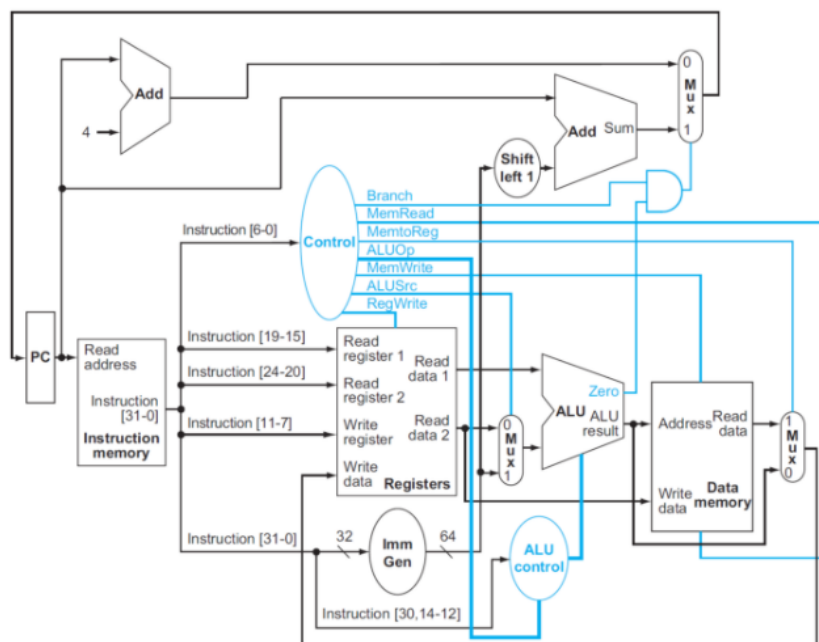 Add
4
Add Sum
0
Mux
1
Shift
left 1
Branch
MemRead
MemtoReg
ALUOp
MemWrite
ALUSrc
RegWrite
Control
Instruction [6-0]
PC
Read
address
Instruction
[31-0]
Instruction
memory
Instruction [19-15]
Instruction [24-20]
Instruction [11-7]
Read
register 1
Read
data 1
Read
register 2
Write
register
Read
data 2
Write
data
Registers
0
Mux
1
Zero
ALU
ALU
result
Address
Read
data
Write
data
Data
memory
1
Mux
0
Instruction [31-0]
32
Imm
Gen
64
ALU
control
Instruction [30,14-12]